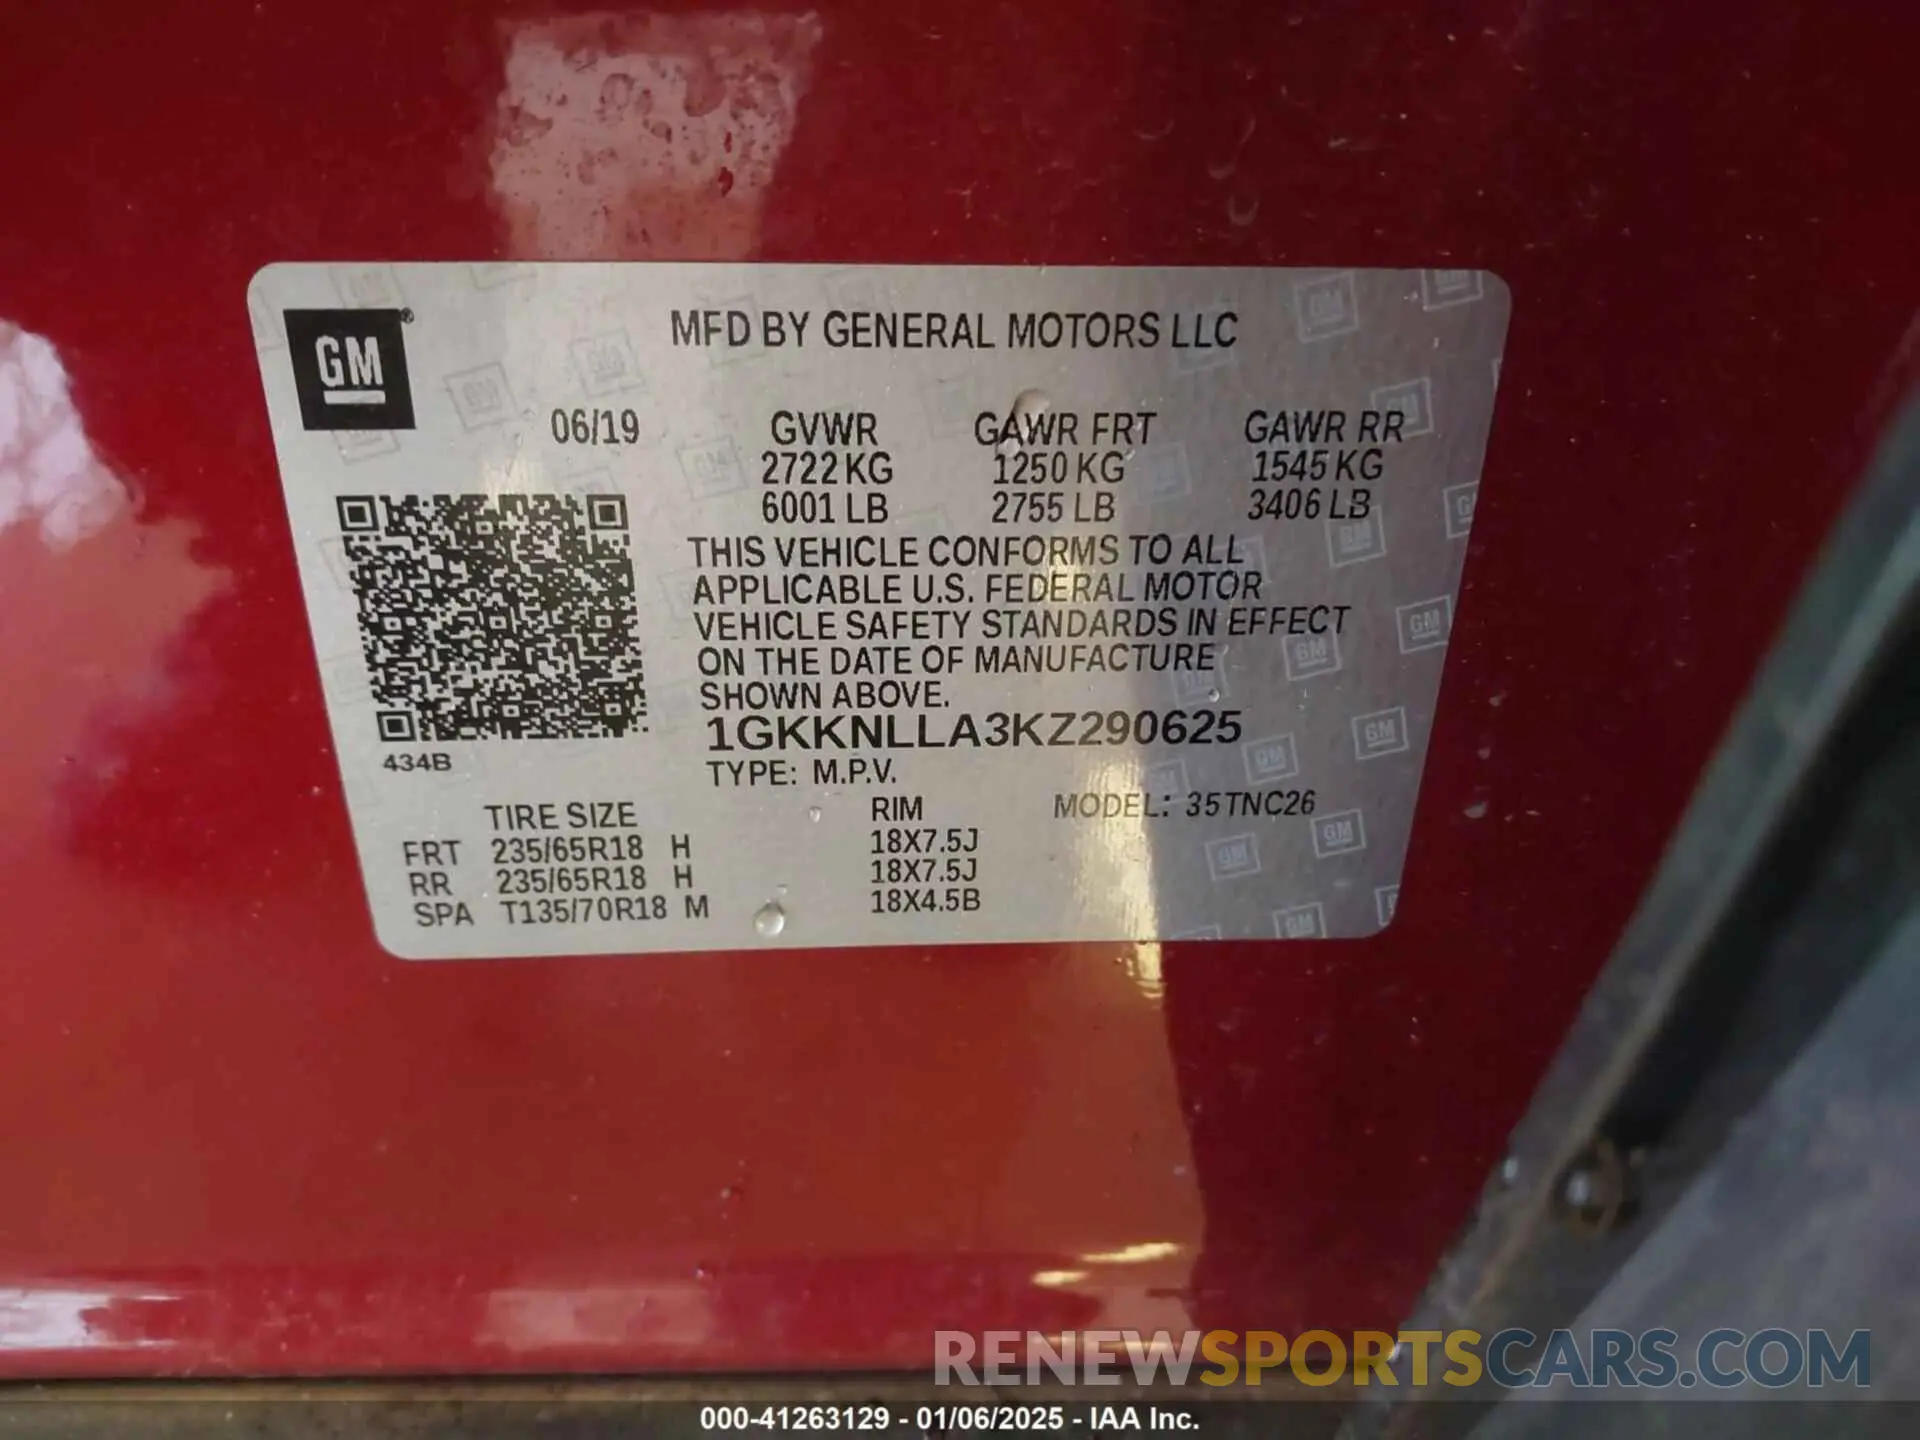 GM®
MFD BY GENERAL MOTORS LLC
06/19 GVWR GAWR FRT GAWR RR
2722 KG 1250 KG 1545 KG
6001 LB 2755 LB 3406 LB
THIS VEHICLE CONFORMS TO ALL
APPLICABLE U.S. FEDERAL MOTOR
VEHICLE SAFETY STANDARDS IN EFFECT
ON THE DATE OF MANUFACTURE
SHOWN ABOVE.
1GKKNLLA3KZ290625
434B
TYPE: M.P.V.
TIRE SIZE RIM MODEL: 35TNC26
FRT 235/65R18 H 18X7.5J
RR 235/65R18 H 18X7.5J
SPA T135/70R18 M 18X4.5B
RENEWSPORTSCARS.COM
000-41263129 - 01/06/2025 - IAA Inc.